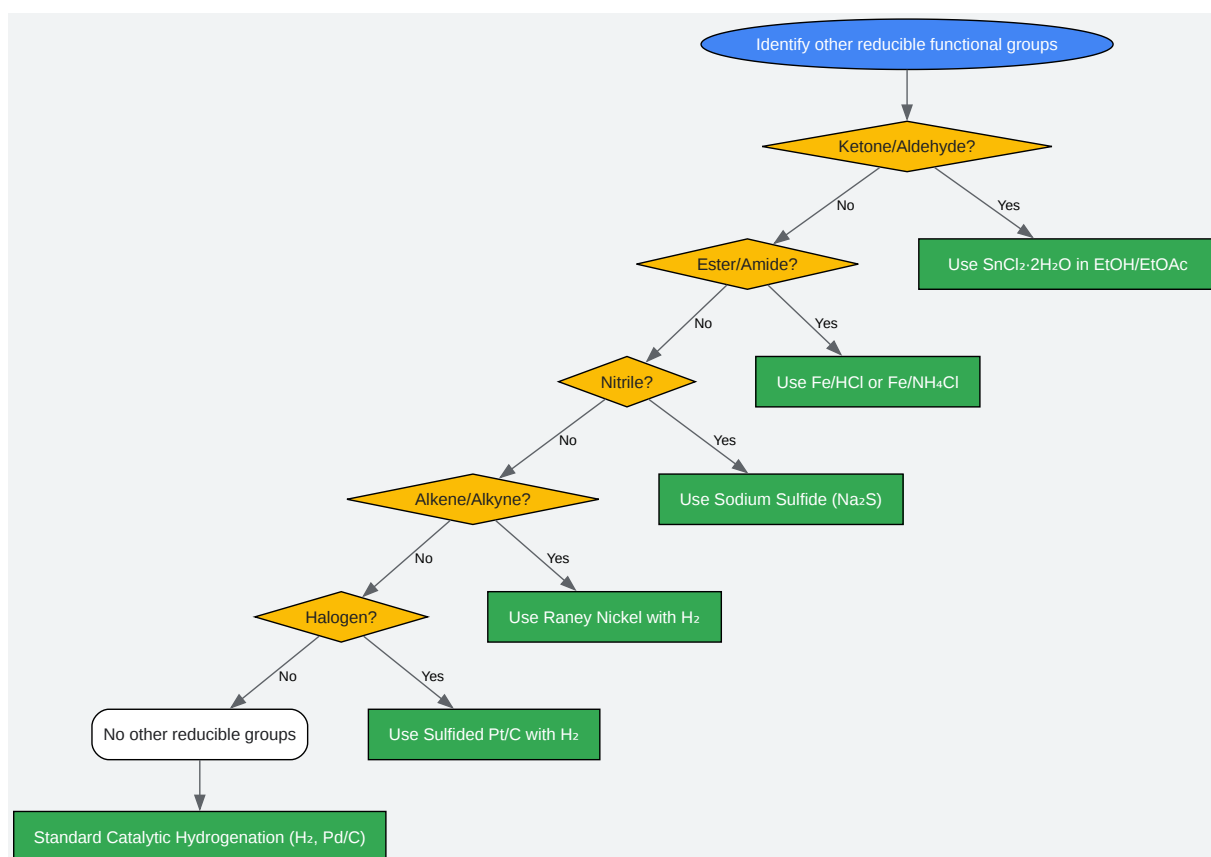 Identify other reducible functional groups
Ketone/Aldehyde?
No
Yes
Ester/Amide?
Use SnCl₂·2H₂O in EtOH/EtOAc
No
Yes
Nitrile?
Use Fe/HCl or Fe/NH₄Cl
No
Yes
Alkene/Alkyne?
Use Sodium Sulfide (Na₂S)
No
Yes
Halogen?
Use Raney Nickel with H₂
No
Yes
No other reducible groups
Use Sulfided Pt/C with H₂
Standard Catalytic Hydrogenation (H₂, Pd/C)